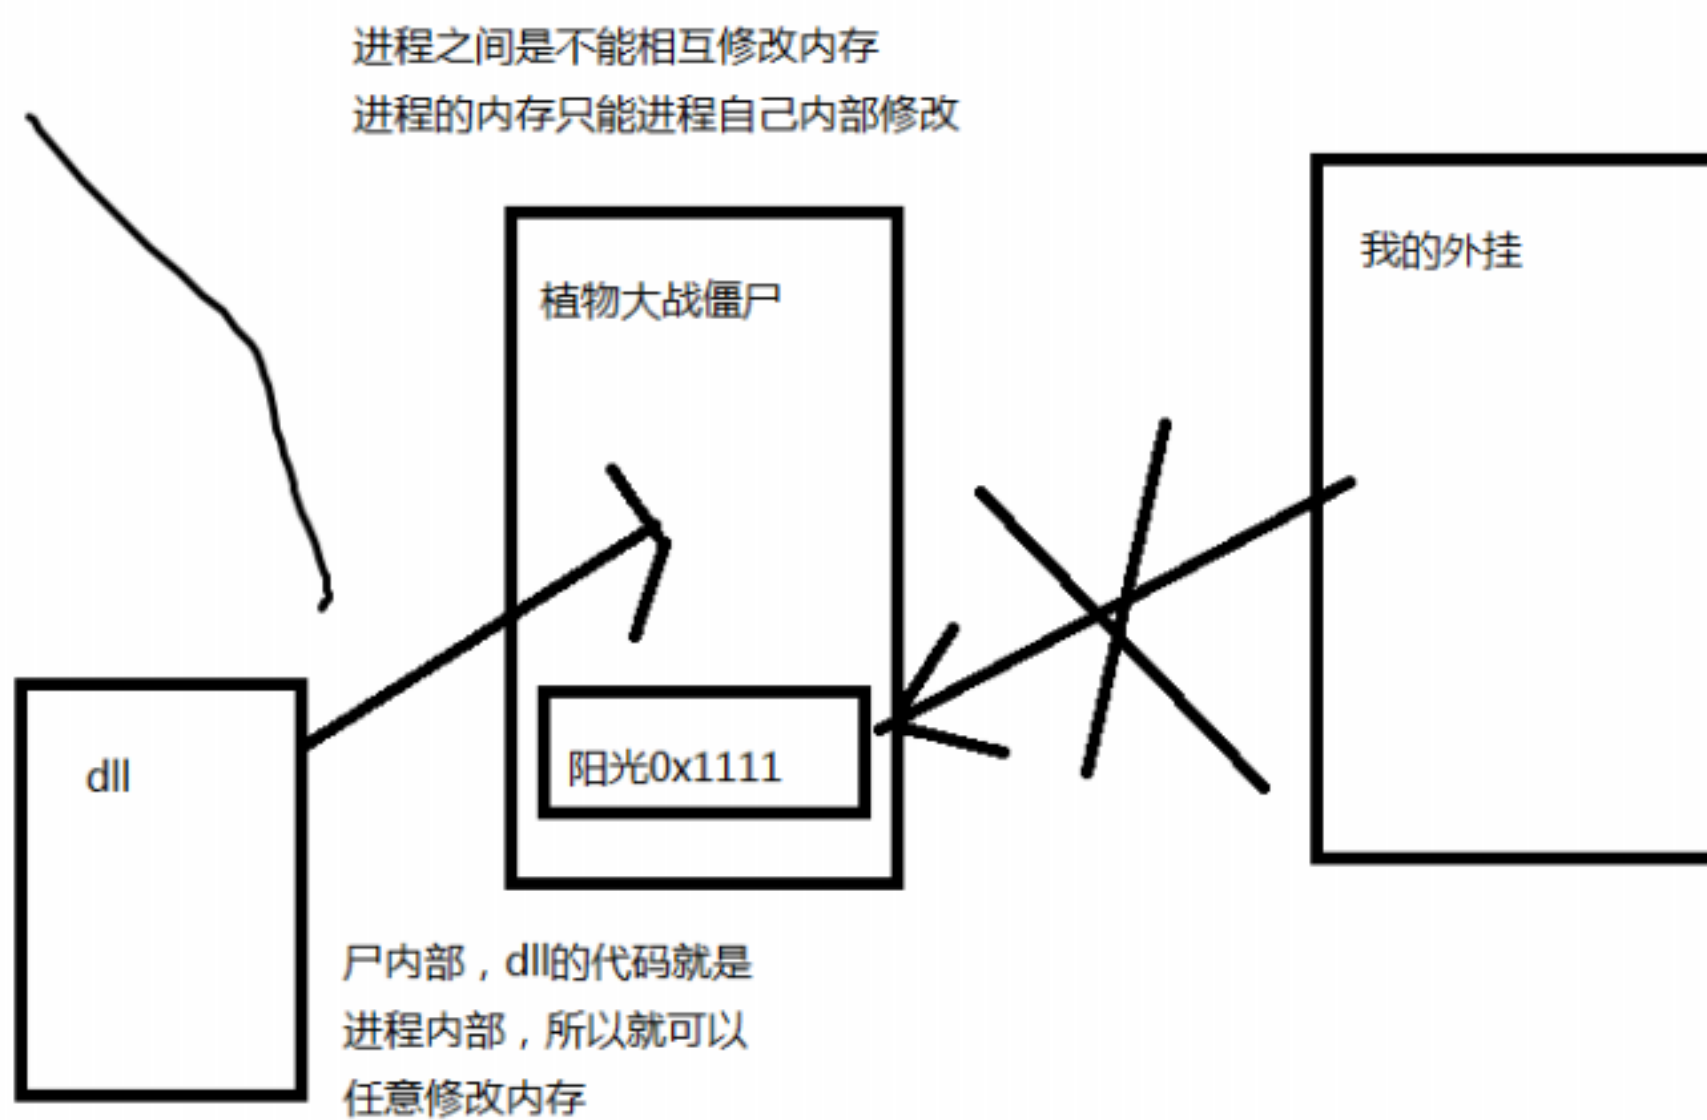 进程之间是不能相互修改内存
进程的内存只能进程自己内部修改
我的外挂
植物大战僵尸
阳光0x1111
dll
尸内部，dll的代码就是
进程内部，所以就可以
任意修改内存